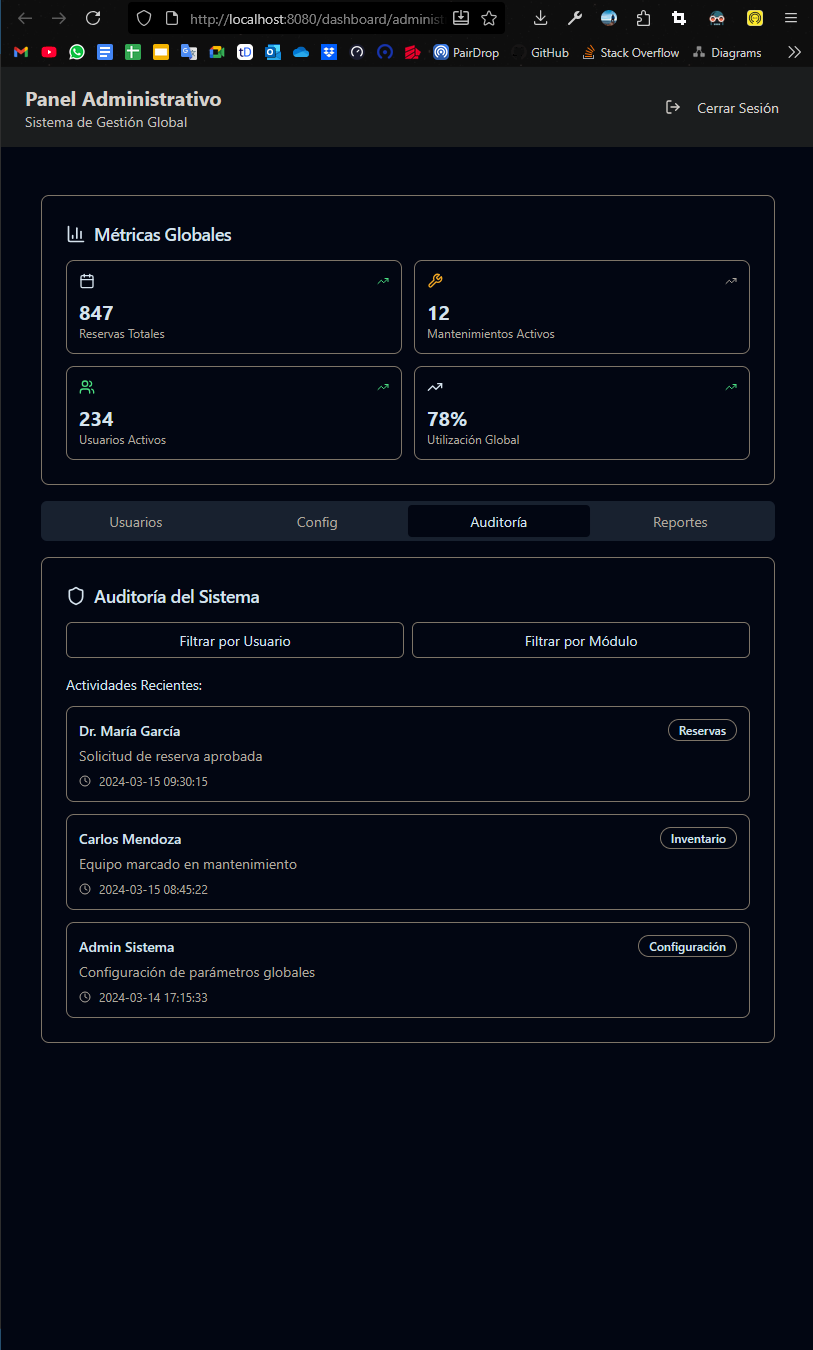 http://localhost:8080/dashboard/administ
PairDrop GitHub Stack Overflow Diagrams
Panel Administrativo
Sistema de Gestión Global
Cerrar Sesión
Métricas Globales
847
Reservas Totales
12
Mantenimientos Activos
234
Usuarios Activos
78%
Utilización Global
Usuarios Config Auditoría Reportes
Auditoría del Sistema
Filtrar por Usuario Filtrar por Módulo
Actividades Recientes:
Dr. María García Reservas
Solicitud de reserva aprobada
2024-03-15 09:30:15
Carlos Mendoza Inventario
Equipo marcado en mantenimiento
2024-03-15 08:45:22
Admin Sistema Configuración
Configuración de parámetros globales
2024-03-14 17:15:33